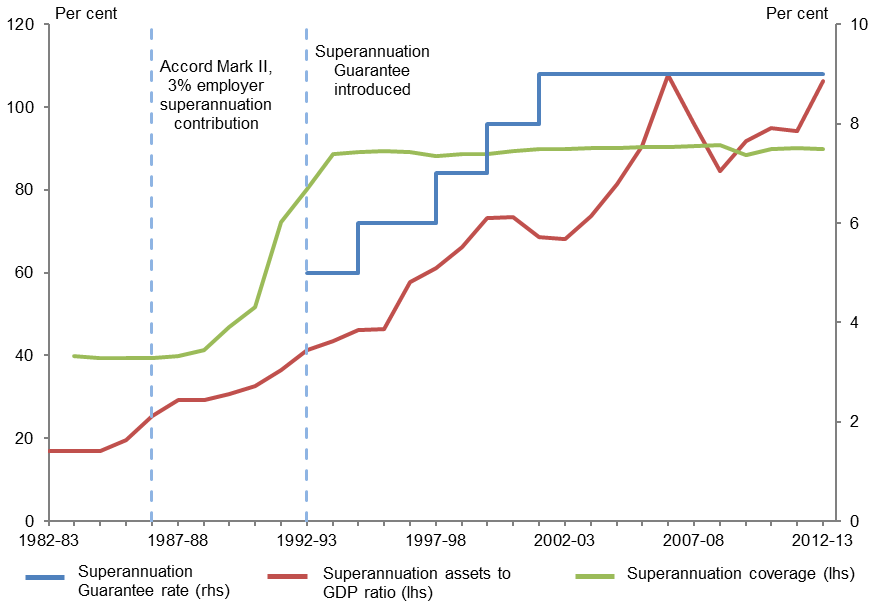 Per cent
Per cent
120
100
80
60
40
20
0
10
8
6
4
2
0
Accord Mark II,
3% employer
superannuation
contribution
Superannuation
Guarantee
introduced
1982-83
1987-88
1992-93
1997-98
2002-03
2007-08
2012-13
Superannuation
Guarantee rate (rhs)
Superannuation assets to
GDP ratio (lhs)
Superannuation coverage (lhs)